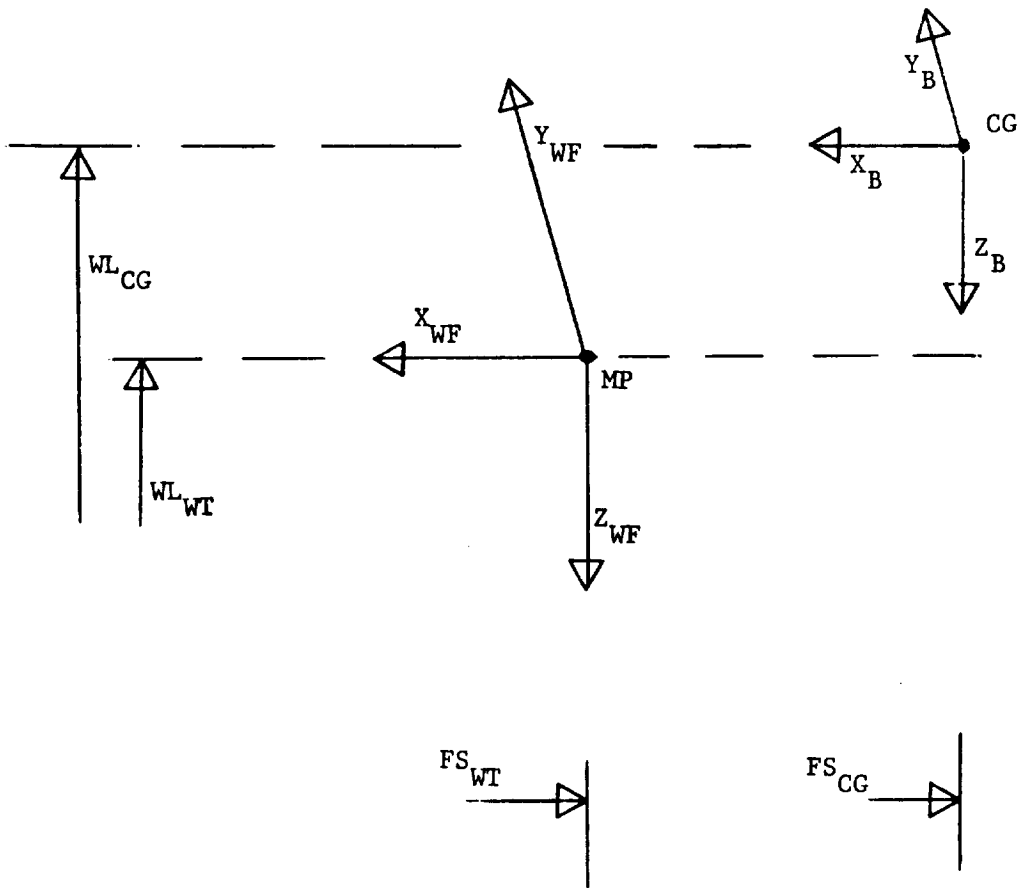 Y_B
CG
Y_WF
X_B
WL_CG
Z_B
X_WF
MP
WL_WT
Z_WF
FS_WT
FS_CG